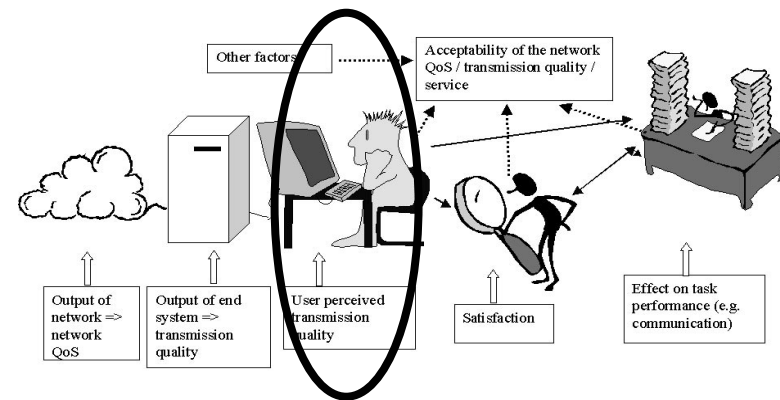 Other factors
Acceptability of the network
QoS / transmission quality /
service
Output of
network =>
network
QoS
Output of end
system =>
transmission
quality
User perceived
transmission
quality
Satisfaction
Effect on task
performance (e.g.
communication)